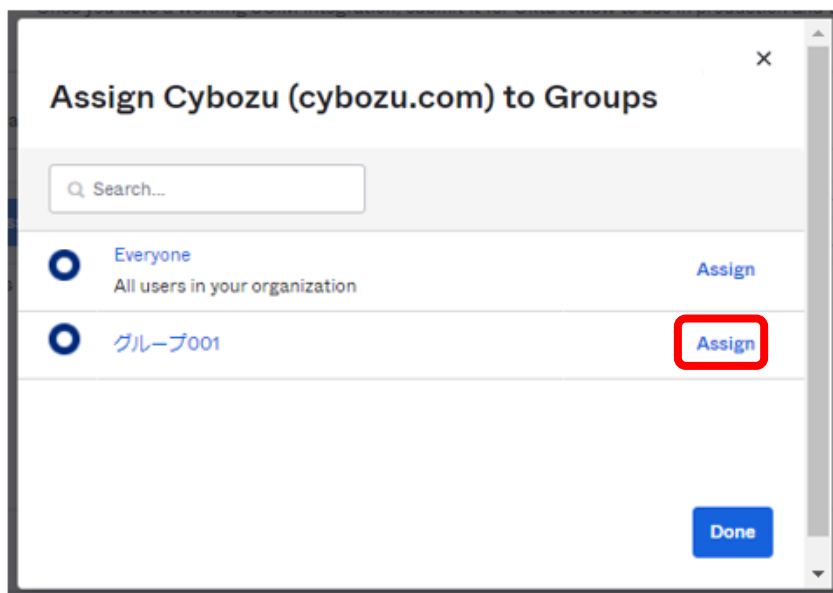 Assign Cybozu (cybozu.com) to Groups
Search...
Everyone
All users in your organization
Assign
グループ001
Assign
Done